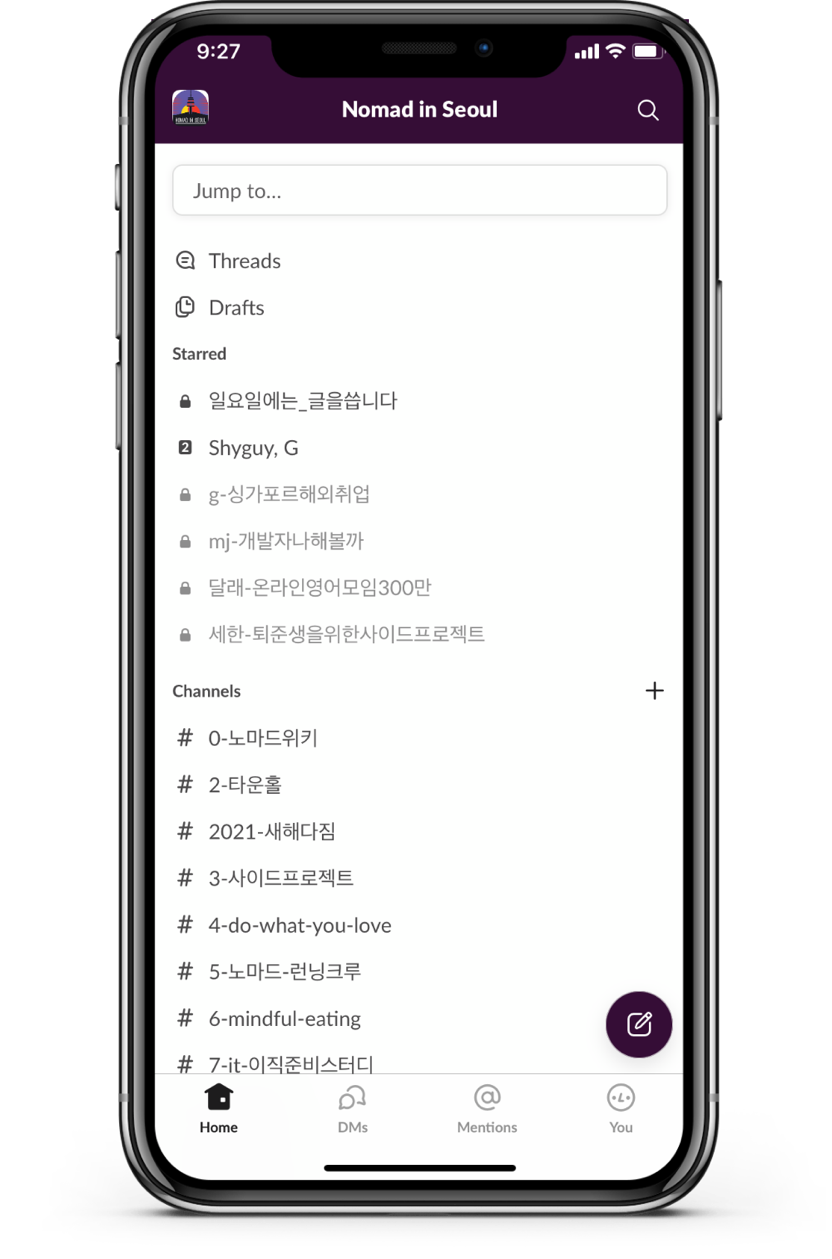 9:27
NOMAD IN SEOUL
Nomad in Seoul
Jump to...
Threads
Drafts
Starred
일요일에는_글을씁니다
2 Shyguy, G
g-싱가포르해외취업
mj-개발자나해볼까
달래-온라인영어모임300만
세한-퇴준생을위한사이드프로젝트
Channels +
# 0-노마드위키
# 2-타운홀
# 2021-새해다짐
# 3-사이드프로젝트
# 4-do-what-you-love
# 5-노마드-런닝크루
# 6-mindful-eating
# 7-it-이직준비스터디
Home DMs Mentions You